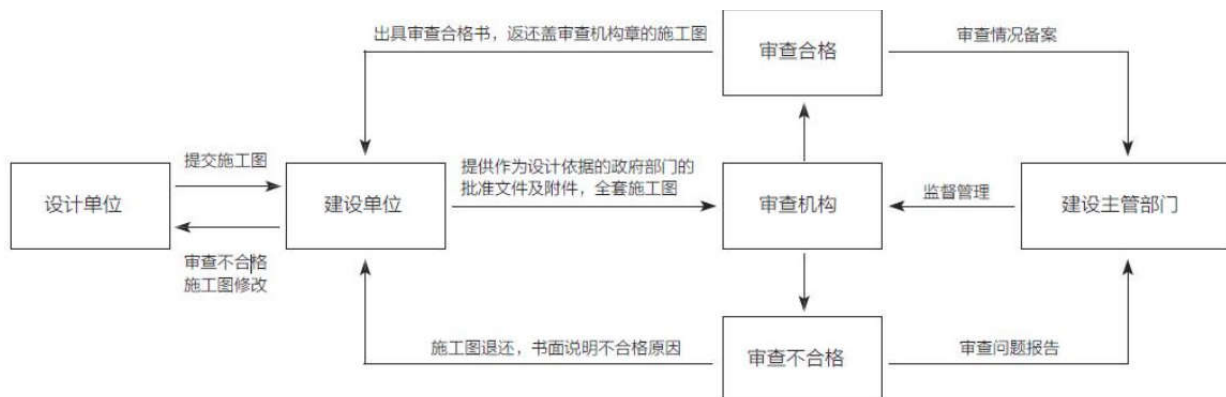 出具审查合格书，返还盖审查机构章的施工图
审查合格
审查情况备案
提交施工图
设计单位
建设单位
提供作为设计依据的政府部门的
批准文件及附件，全套施工图
审查机构
监督管理
建设主管部门
审查不合格
施工图修改
施工图退还，书面说明不合格原因
审查不合格
审查问题报告